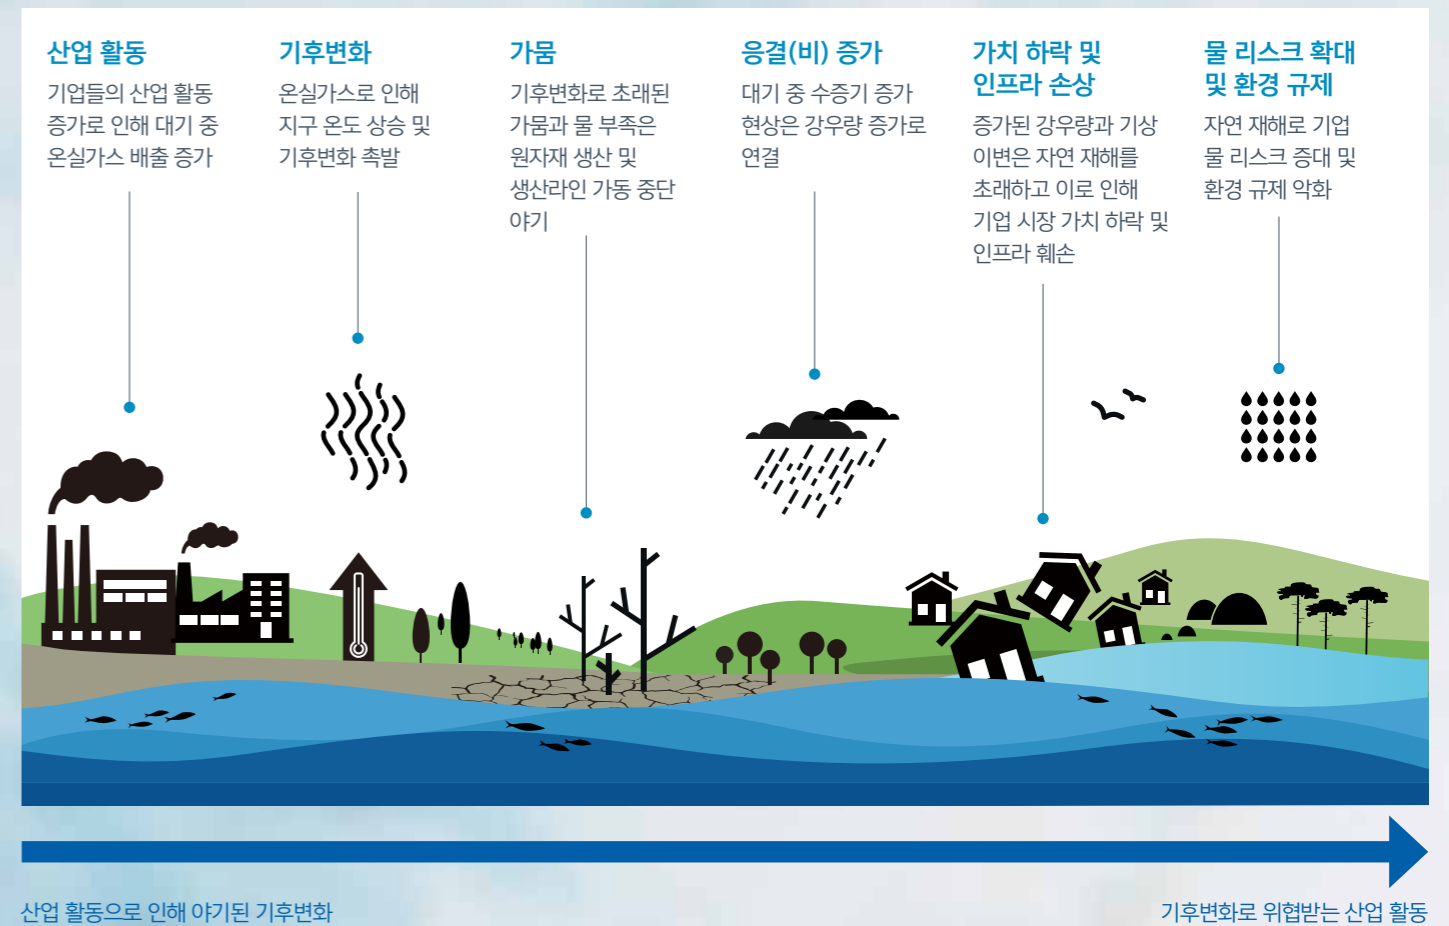 산업 활동
기업들의 산업 활동
증가로 인해 대기 중
온실가스 배출 증가
기후변화
온실가스로 인해
지구 온도 상승 및
기후변화 촉발
가뭄
기후변화로 초래된
가뭄과 물 부족은
원자재 생산 및
생산라인 가동 중단
야기
응결(비) 증가
대기 중 수증기 증가
현상은 강우량 증가로
연결
가치 하락 및
인프라 손상
증가된 강우량과 기상
이변은 자연 재해를
초래하고 이로 인해
기업 시장 가치 하락 및
인프라 훼손
물 리스크 확대
및 환경 규제
자연 재해로 기업
물 리스크 증대 및
환경 규제 악화
산업 활동으로 인해 야기된 기후변화
기후변화로 위협받는 산업 활동